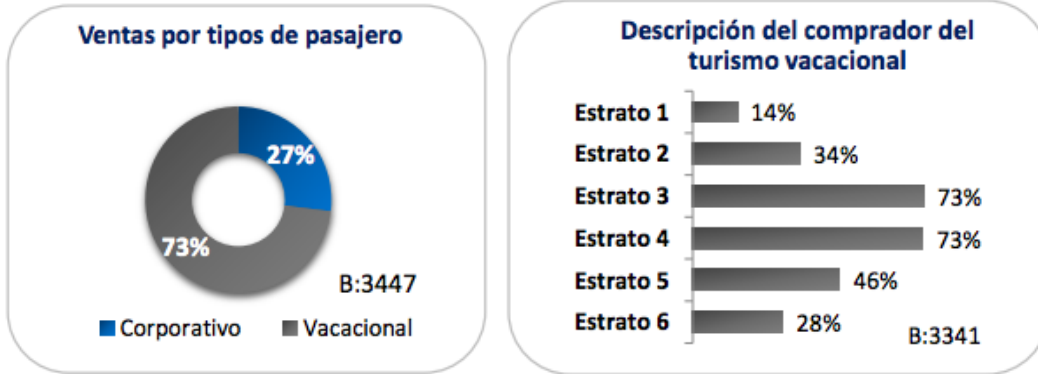 Ventas por tipos de pasajero
27%
73%
B:3447
Corporativo Vacacional
Descripción del comprador del
turismo vacacional
Estrato 1 14%
Estrato 2 34%
Estrato 3 73%
Estrato 4 73%
Estrato 5 46%
Estrato 6 28%
B:3341